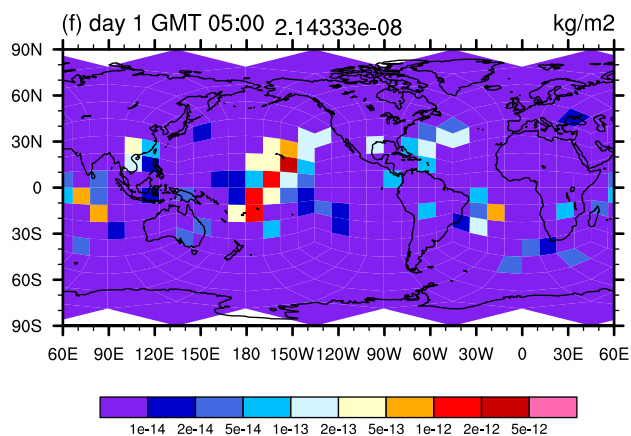 (f) day 1 GMT 05:00 2.14333e-08 kg/m2
90N
60N
30N
0
30S
60S
90S
60E 90E 120E 150E 180 150W 120W 90W 60W 30W 0 30E 60E
1e-14 2e-14 5e-14 1e-13 2e-13 5e-13 1e-12 2e-12 5e-12